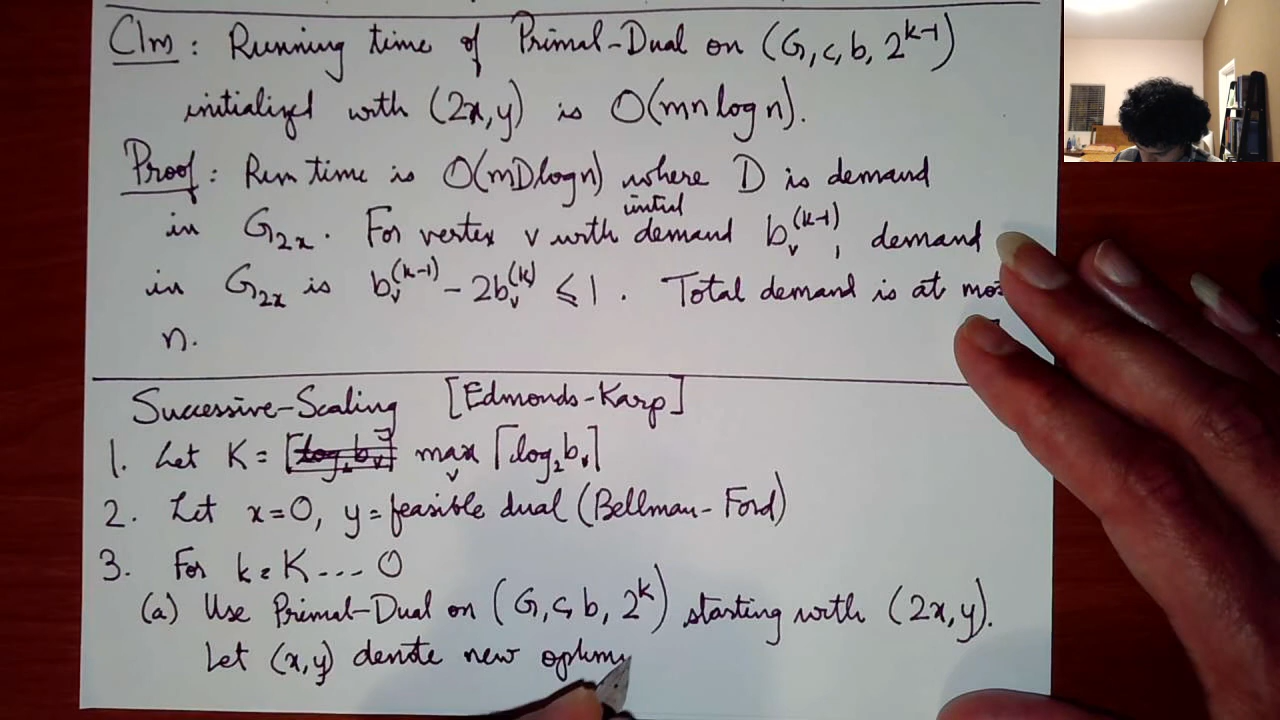 Clm: Running time of Primal-Dual on (G, c, b, 2^{k-1})
initialized with (2x, y) is O(mn log n).
Proof: Run time is O(mD log n) where D is demand
in G_{2x}. For vertex v with initial demand b_v^{(k-1)}, demand
in G_{2x} is b_v^{(k-1)} - 2b_v^{(k)} ≤ 1. Total demand is at
n.
Successive-Scaling [Edmonds-Karp]
1. Let K = max_v ⌈log_2 b_v⌉
2. Let x=0, y = feasible dual (Bellman-Ford)
3. For k = K --- 0
(a) Use Primal-Dual on (G, c, b, 2^k) starting with (2x, y).
Let (x, y) denote new